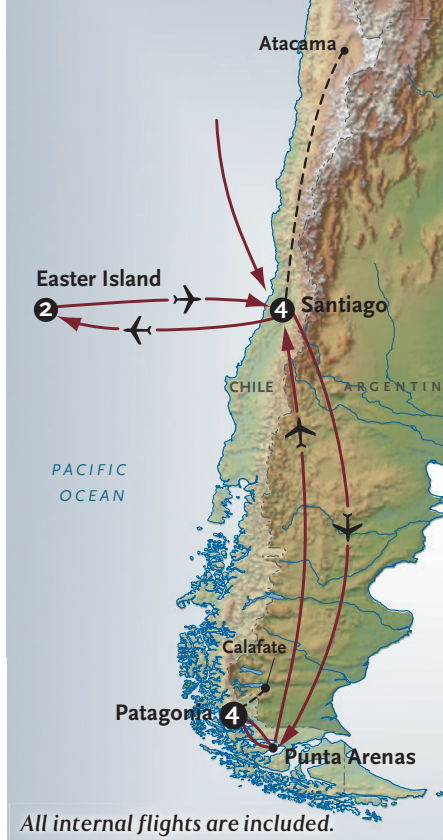 Atacama
Easter Island
2
4 Santiago
CHILE
ARGENTIN
PACIFIC
OCEAN
Calafate
Patagonia 4
Punta Arenas
All internal flights are included.